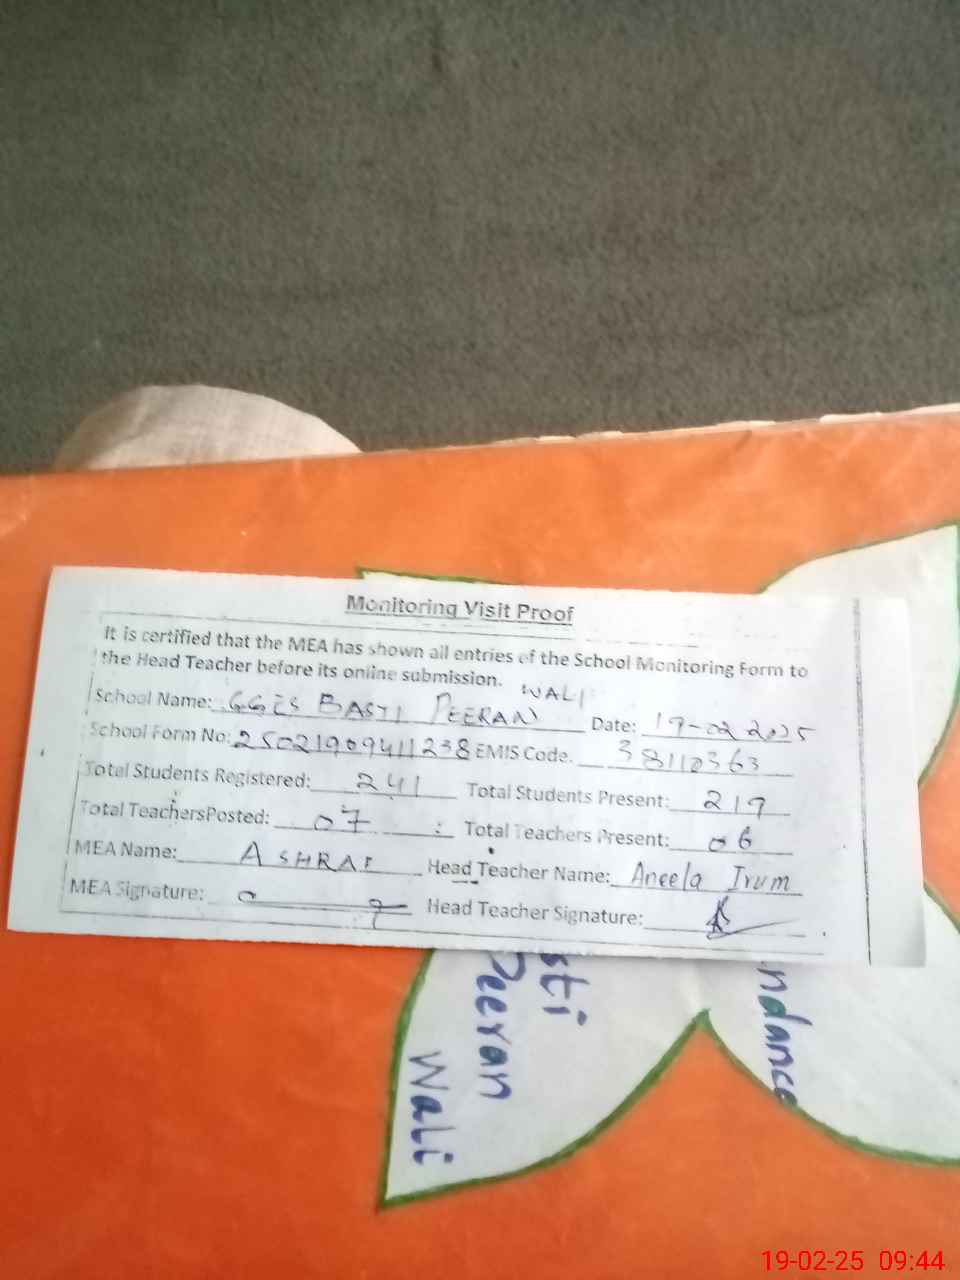 Monitoring Visit Proof
It is certified that the MEA has shown all entries of the School Monitoring Form to
the Head Teacher before its online submission.
WALI
School Name: GGES BASTI PEERAN Date: 19-02 2025
School Form No: 25021909411238 EMIS Code. 38110363
Total Students Registered: 241 Total Students Present: 219
Total TeachersPosted: 07 Total Teachers Present: 06
MEA Name: ASHRAF Head Teacher Name: Aneela Irum
MEA Signature: Head Teacher Signature:
sti
Peeran
Wali
ndance
19-02-25 09:44